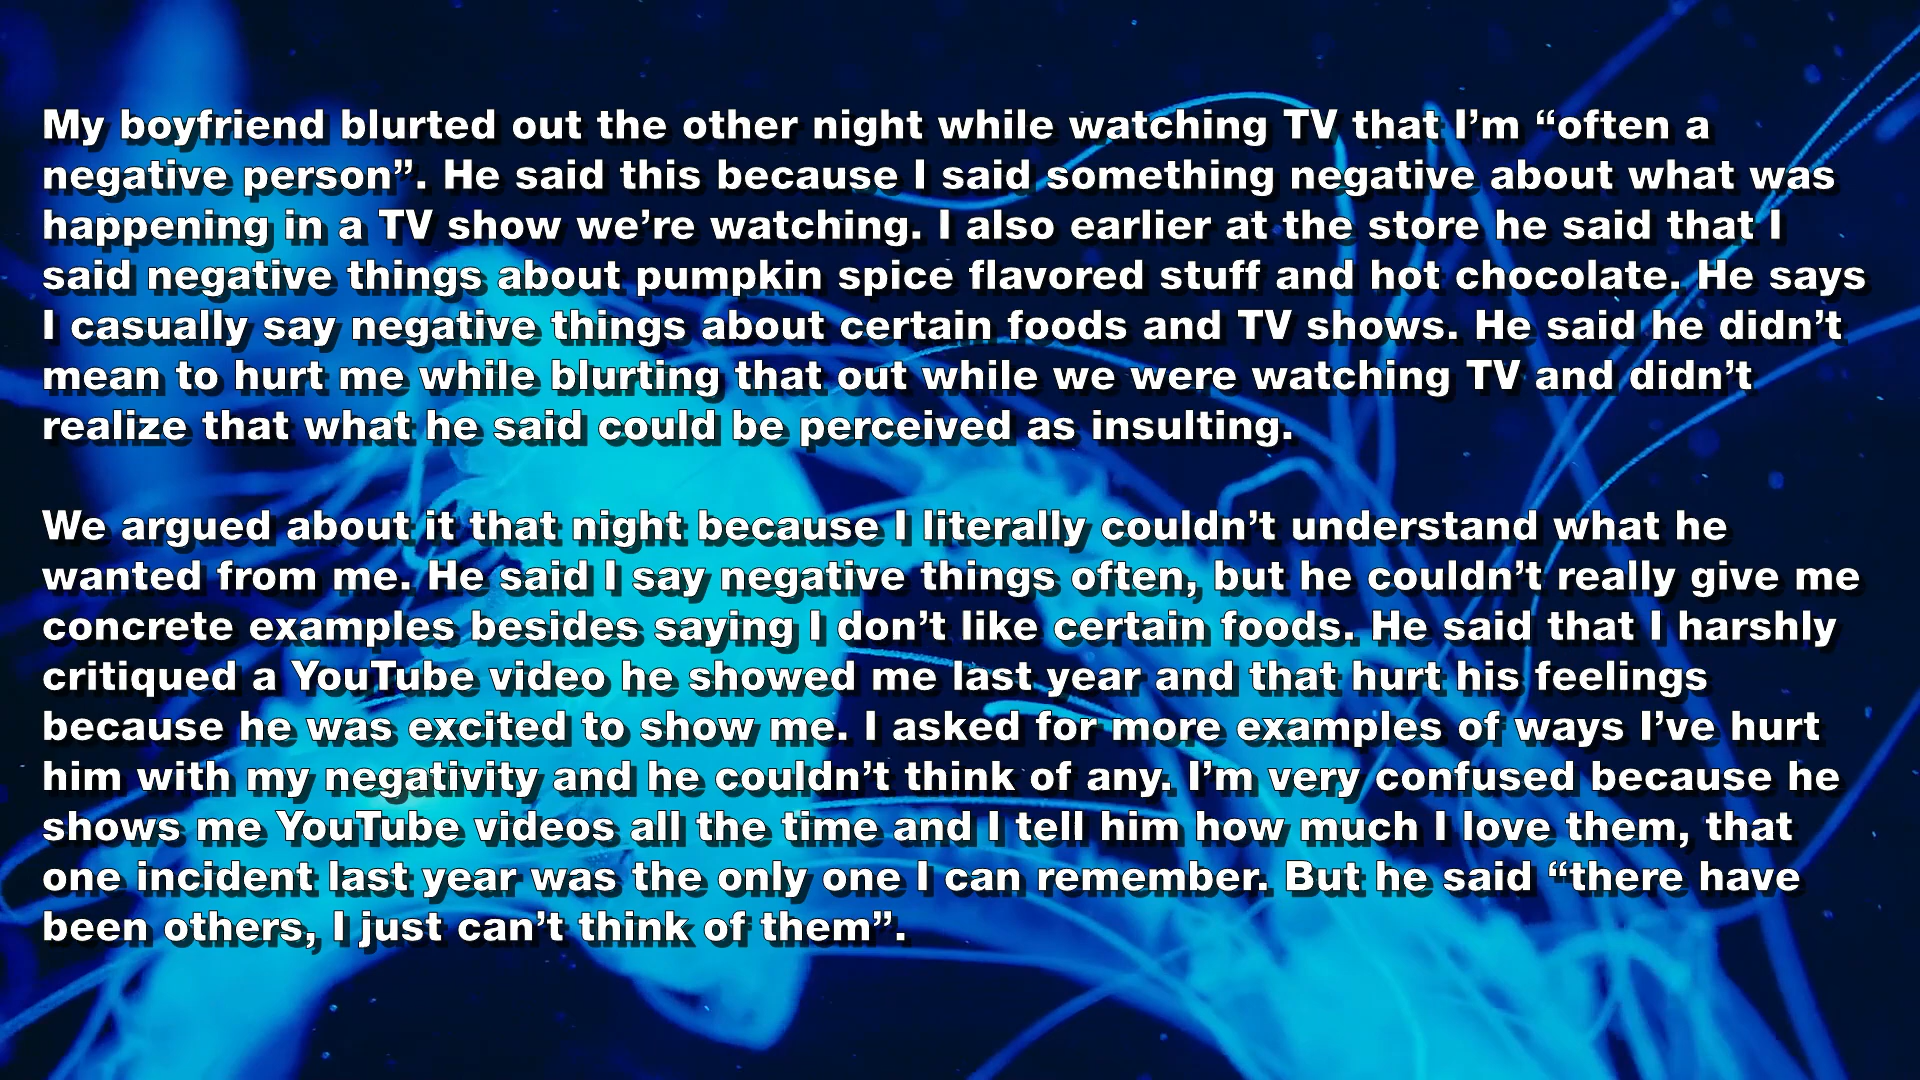 My boyfriend blurted out the other night while watching TV that I’m “often a
negative person”. He said this because I said something negative about what was
happening in a TV show we’re watching. I also earlier at the store he said that I
said negative things about pumpkin spice flavored stuff and hot chocolate. He says
I casually say negative things about certain foods and TV shows. He said he didn’t
mean to hurt me while blurting that out while we were watching TV and didn’t
realize that what he said could be perceived as insulting.

We argued about it that night because I literally couldn’t understand what he
wanted from me. He said I say negative things often, but he couldn’t really give me
concrete examples besides saying I don’t like certain foods. He said that I harshly
critiqued a YouTube video he showed me last year and that hurt his feelings
because he was excited to show me. I asked for more examples of ways I’ve hurt
him with my negativity and he couldn’t think of any. I’m very confused because he
shows me YouTube videos all the time and I tell him how much I love them, that
one incident last year was the only one I can remember. But he said “there have
been others, I just can’t think of them”.